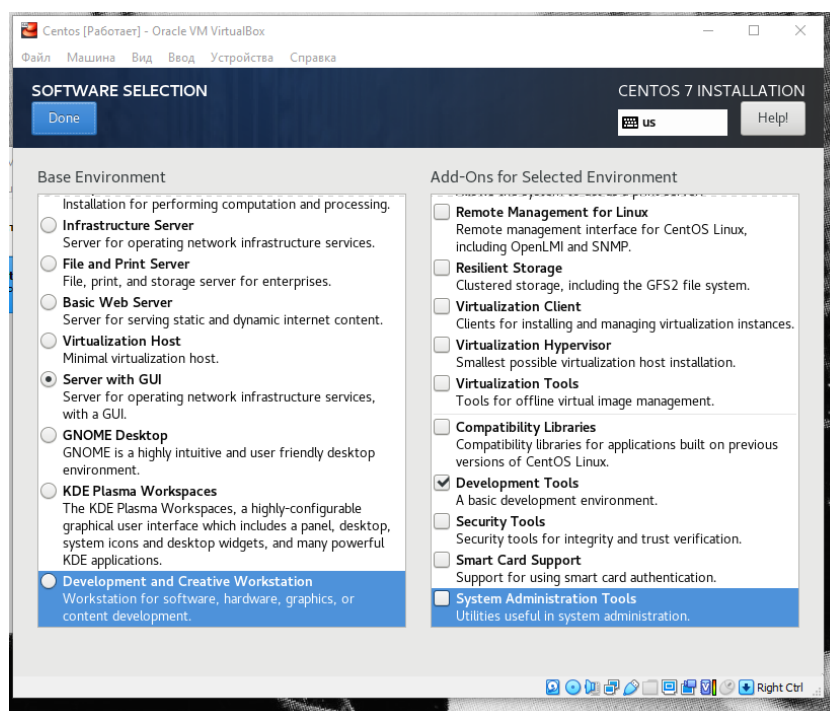 Centos [Работает] - Oracle VM VirtualBox
Файл Машина Вид Ввод Устройства Справка
SOFTWARE SELECTION
CENTOS 7 INSTALLATION
Done
us
Help!
Base Environment
Installation for performing computation and processing.
Infrastructure Server
Server for operating network infrastructure services.
File and Print Server
File, print, and storage server for enterprises.
Basic Web Server
Server for serving static and dynamic internet content.
Virtualization Host
Minimal virtualization host.
Server with GUI
Server for operating network infrastructure services,
with a GUI.
GNOME Desktop
GNOME is a highly intuitive and user friendly desktop
environment.
KDE Plasma Workspaces
The KDE Plasma Workspaces, a highly-configurable
graphical user interface which includes a panel, desktop,
system icons and desktop widgets, and many powerful
KDE applications.
Development and Creative Workstation
Workstation for software, hardware, graphics, or
content development.
Add-Ons for Selected Environment
Remote Management for Linux
Remote management interface for CentOS Linux,
including OpenLMI and SNMP.
Resilient Storage
Clustered storage, including the GFS2 file system.
Virtualization Client
Clients for installing and managing virtualization instances.
Virtualization Hypervisor
Smallest possible virtualization host installation.
Virtualization Tools
Tools for offline virtual image management.
Compatibility Libraries
Compatibility libraries for applications built on previous
versions of CentOS Linux.
Development Tools
A basic development environment.
Security Tools
Security tools for integrity and trust verification.
Smart Card Support
Support for using smart card authentication.
System Administration Tools
Utilities useful in system administration.
Right Ctrl